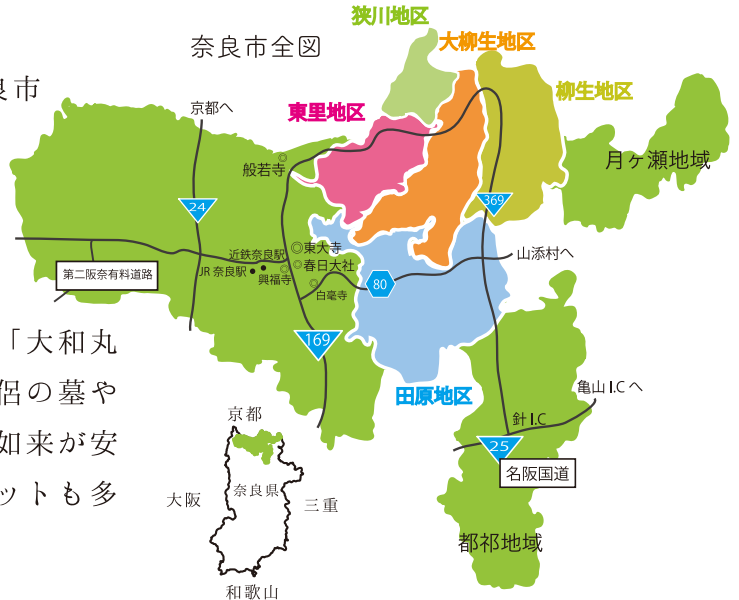 狭川地区
奈良市全図
大柳生地区
良市
柳生地区
京都へ
東里地区
般若寺
月ヶ瀬地域
24
369
近鉄奈良駅
◎東大寺
山添村へ
第二阪奈有料道路
JR 奈良駅
◎春日大社
興福寺
80
白毫寺
「大和丸
169
侶の墓や
田原地区
亀山 I.C へ
京都
針 I.C
如来が安
25
名阪国道
奈良県
大阪
三重
ットも多
都祁地域
和歌山